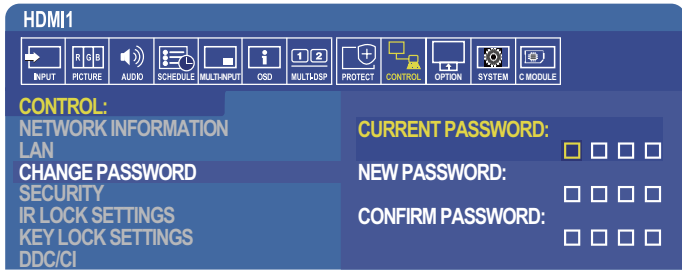 HDMI1
R G B
1 2
INPUT PICTURE AUDIO SCHEDULE MULTI-INPUT OSD MULTI-DSP PROTECT CONTROL OPTION SYSTEM C MODULE
CONTROL:
NETWORK INFORMATION
LAN
CHANGE PASSWORD
SECURITY
IR LOCK SETTINGS
KEY LOCK SETTINGS
DDC/CI
CURRENT PASSWORD:
NEW PASSWORD:
CONFIRM PASSWORD: